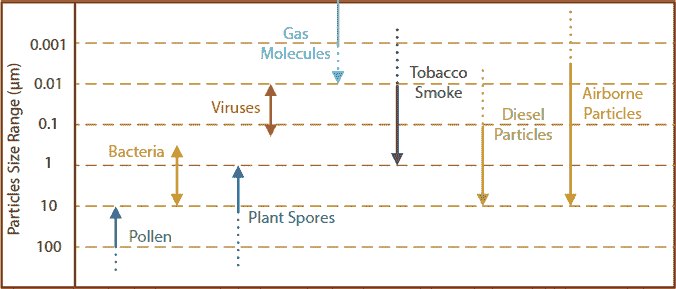 Particles Size Range (µm)
0.001
0.01
0.1
1
10
100
Gas
Molecules
Viruses
Bacteria
Pollen
Plant Spores
Tobacco
Smoke
Diesel
Particles
Airborne
Particles